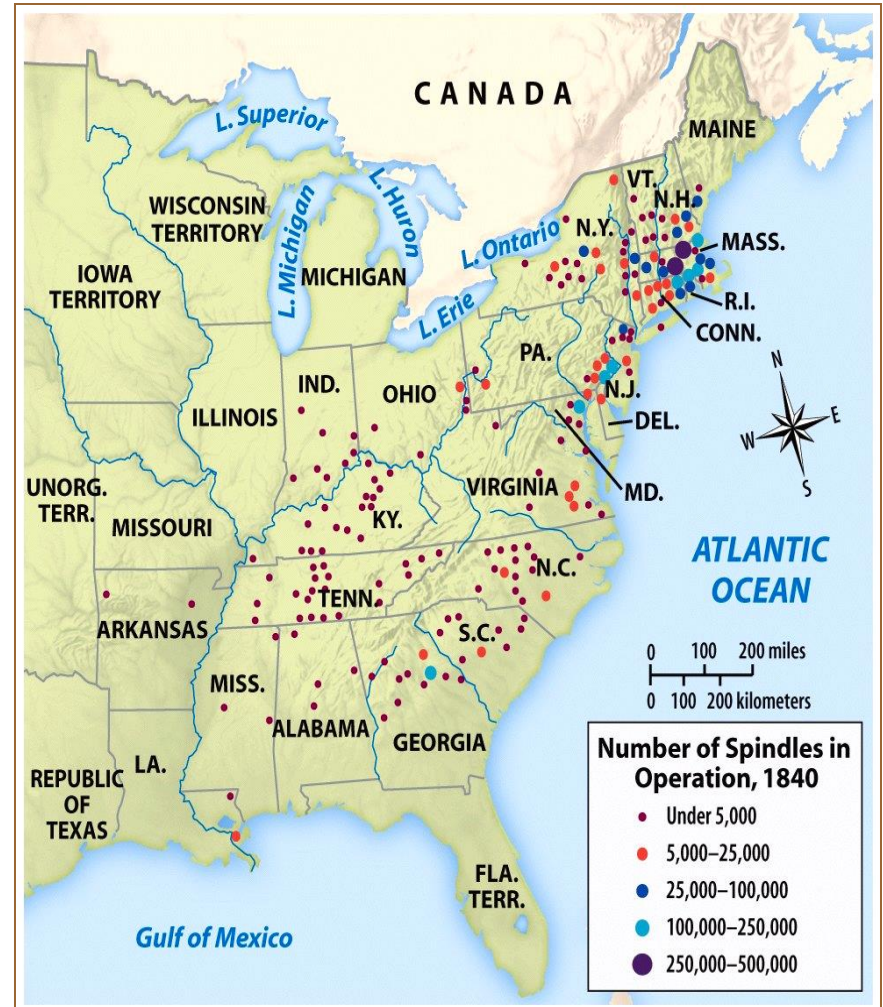 CANADA
MAINE
L. Superior
VT.
N.H.
WISCONSIN
TERRITORY
L. Huron
L. Michigan
N.Y.
L. Ontario
MASS.
IOWA
TERRITORY
MICHIGAN
R.I.
L. Erie
CONN.
PA.
N
IND.
OHIO
N.J.
ILLINOIS
DEL.
W
E
S
UNORG.
TERR.
VIRGINIA
MD.
MISSOURI
KY.
ATLANTIC
OCEAN
N.C.
TENN.
ARKANSAS
S.C.
0 100 200 miles
0 100 200 kilometers
MISS.
ALABAMA
GEORGIA
LA.
REPUBLIC
OF
TEXAS
FLA.
TERR.
Gulf of Mexico
Number of Spindles in
Operation, 1840
Under 5,000
5,000–25,000
25,000–100,000
100,000–250,000
250,000–500,000